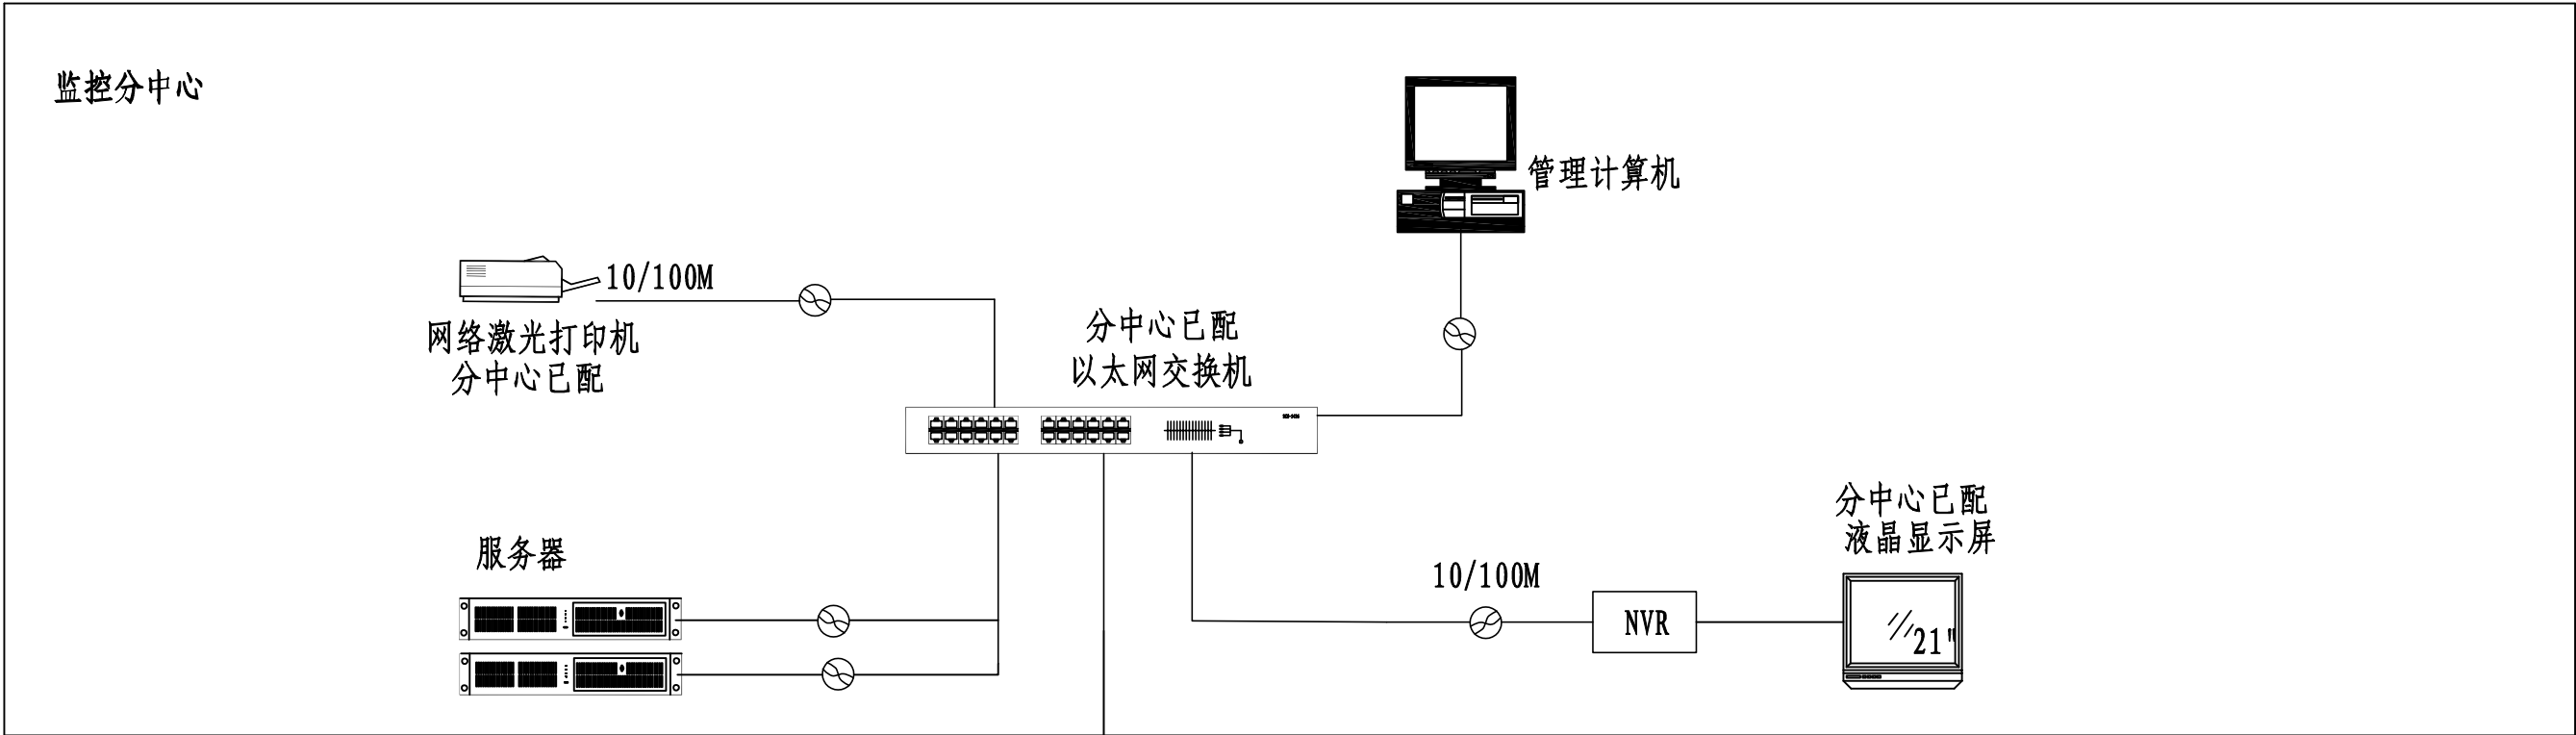 监控分中心
管理计算机
10/100M
网络激光打印机
分中心已配
分中心已配
以太网交换机
服务器
分中心已配
液晶显示屏
10/100M
NVR
21"